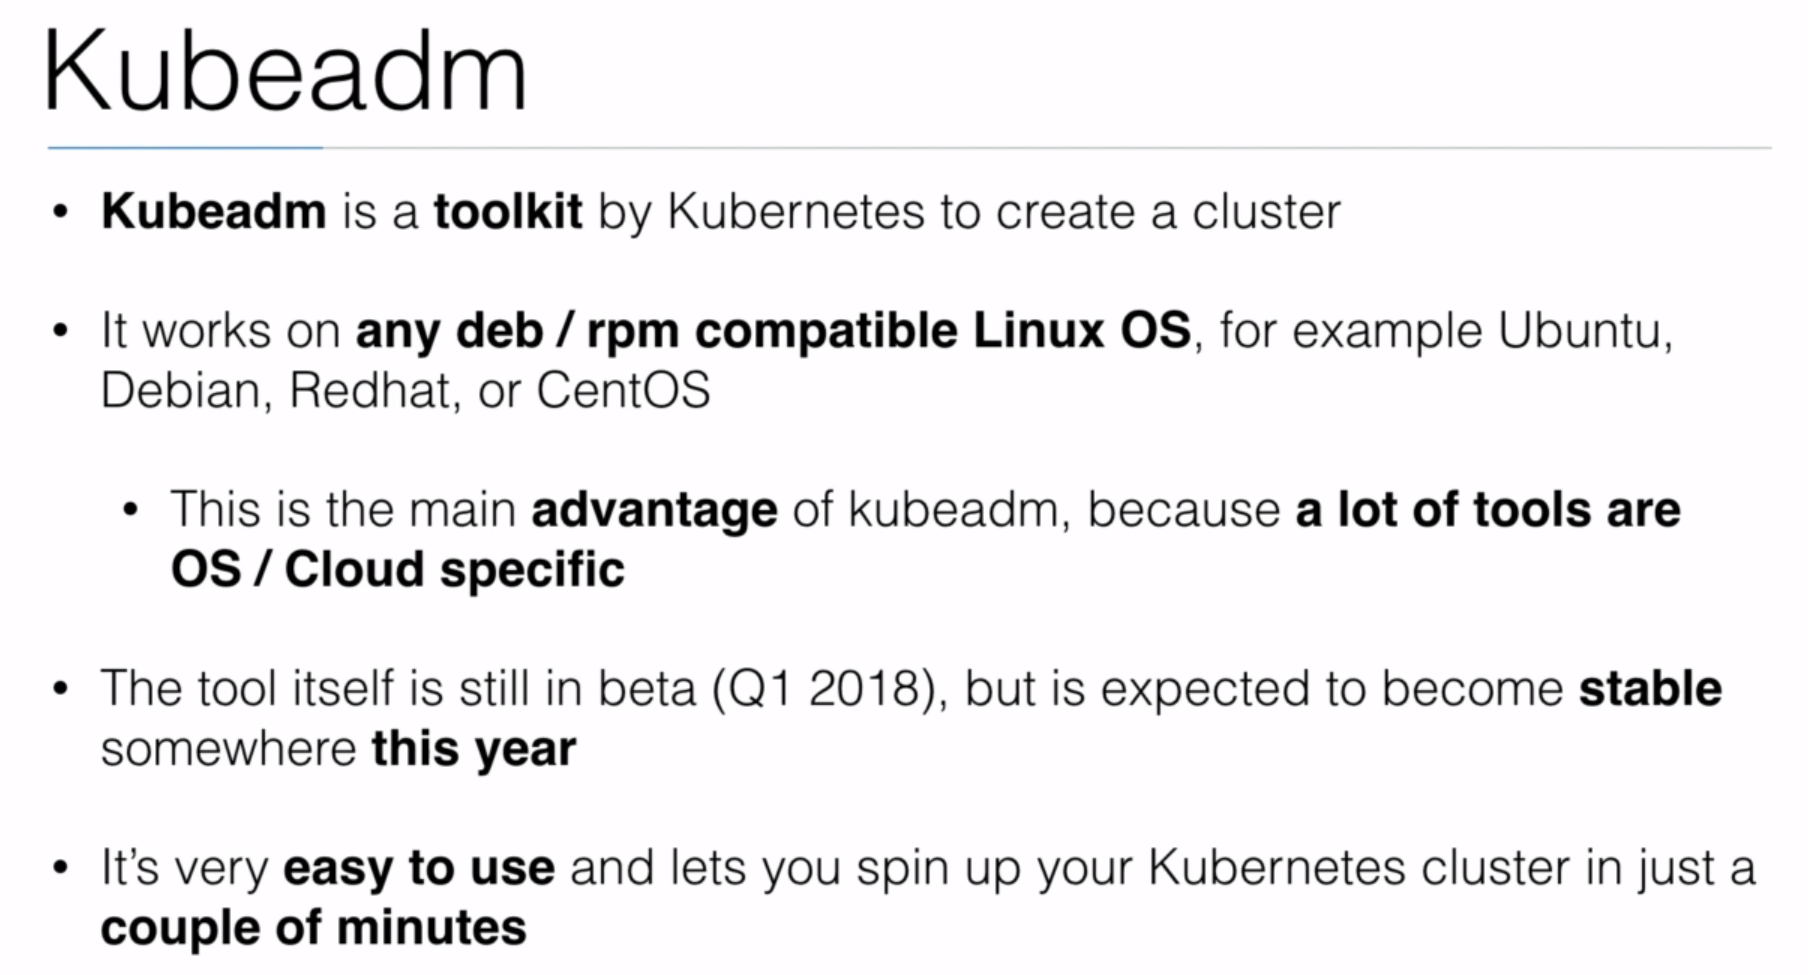 Kubeadm
• Kubeadm is a toolkit by Kubernetes to create a cluster
• It works on any deb / rpm compatible Linux OS, for example Ubuntu,
Debian, Redhat, or CentOS
• This is the main advantage of kubeadm, because a lot of tools are
OS / Cloud specific
• The tool itself is still in beta (Q1 2018), but is expected to become stable
somewhere this year
• It’s very easy to use and lets you spin up your Kubernetes cluster in just a
couple of minutes